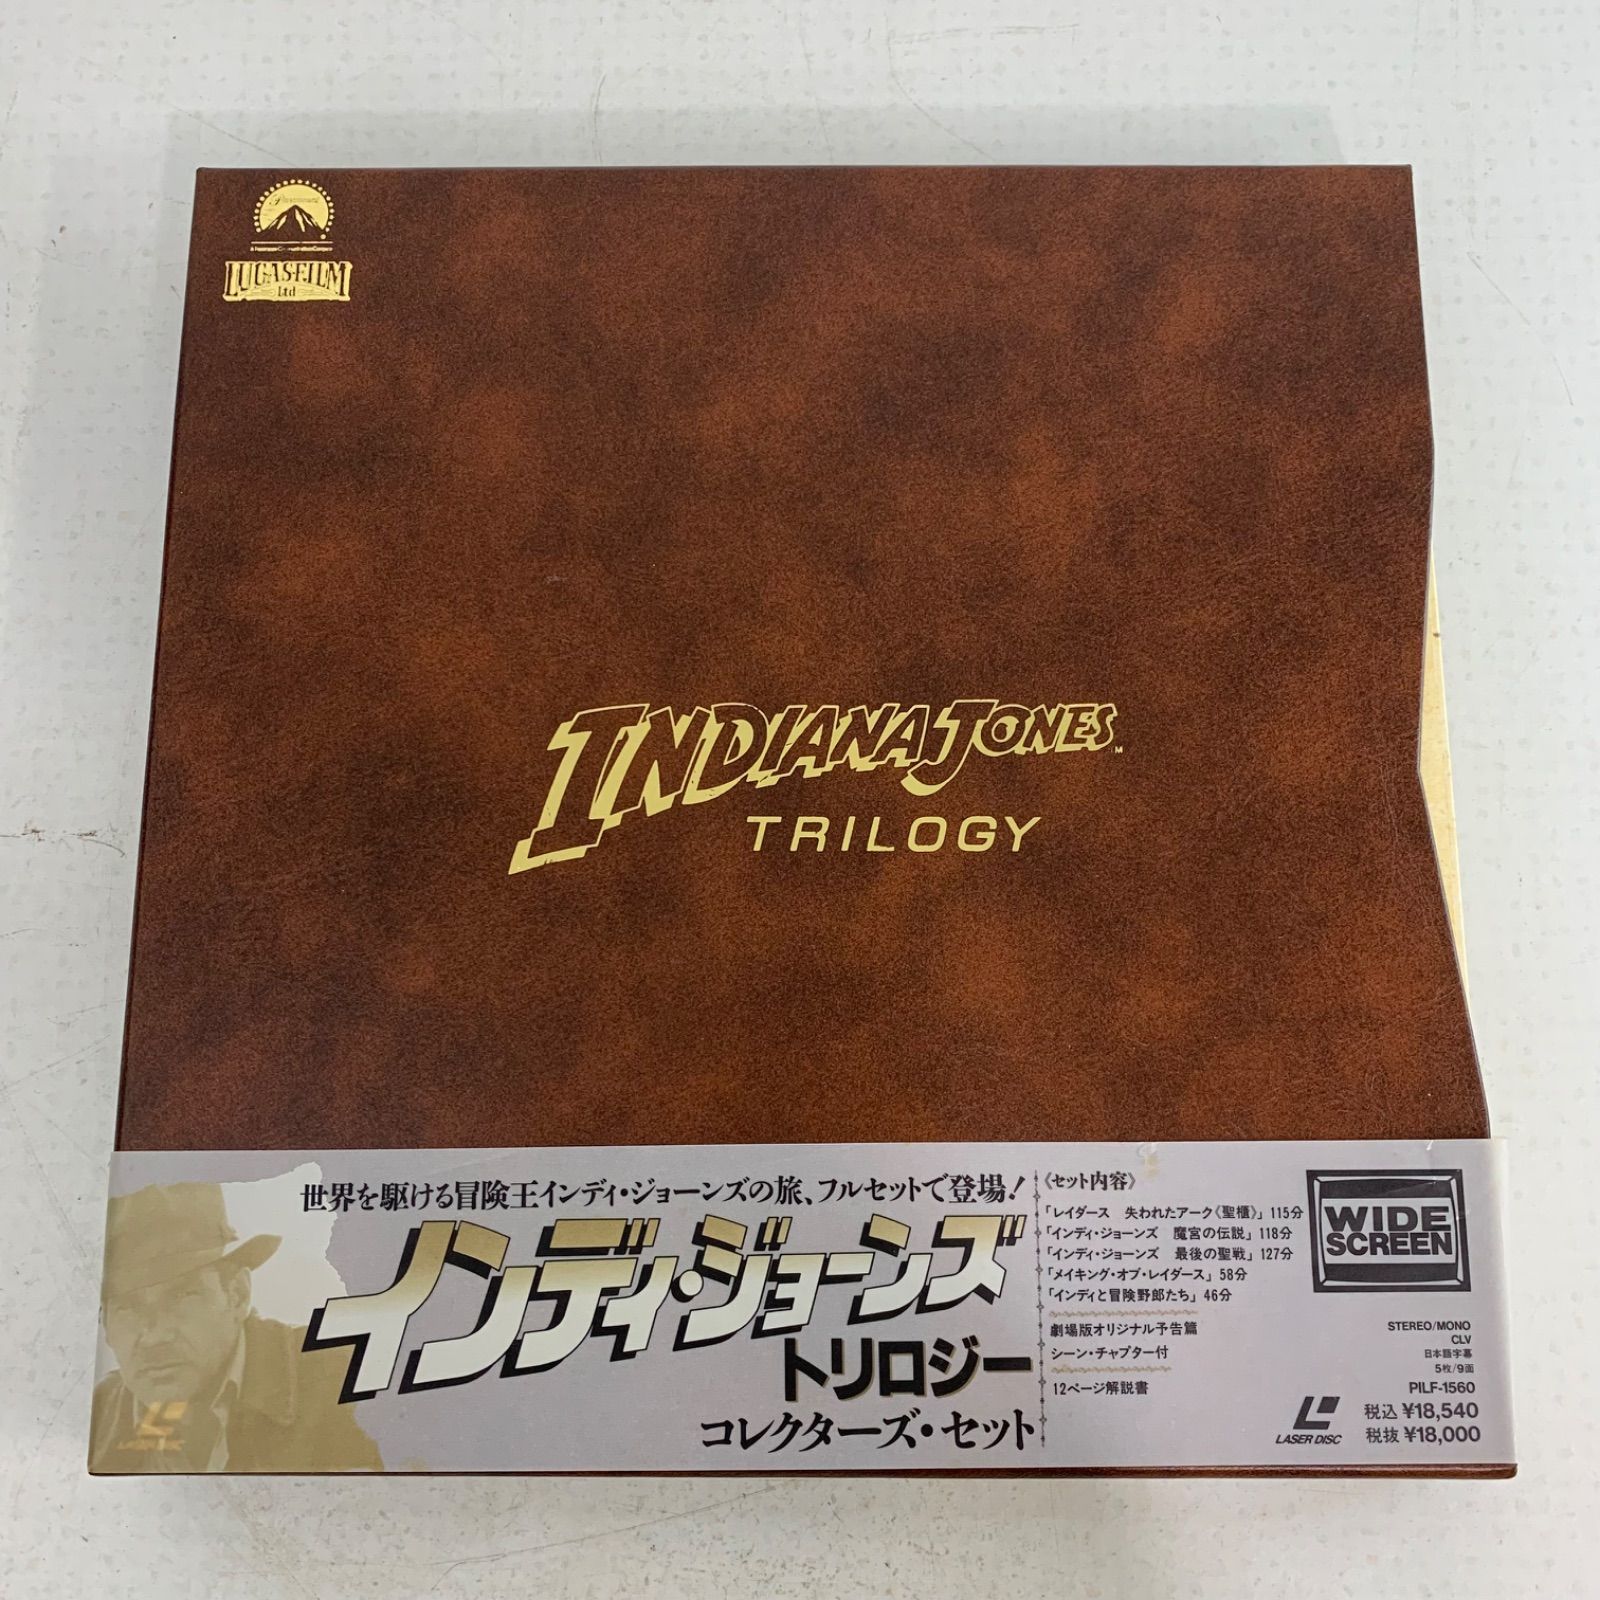 Paramount
LUCASFILM
Ltd
INDIANA JONES TM
TRILOGY
世界を駆ける冒険王インディ・ジョーンズの旅、フルセットで登場!
インディ・ジョーンズ
トリロジー
コレクターズ・セット
《セット内容》
「レイダース 失われたアーク《聖櫃》」115分
「インディ・ジョーンズ 魔宮の伝説」118分
「インディ・ジョーンズ 最後の聖戦」127分
「メイキング・オブ・レイダース」58分
「インディと冒険野郎たち」46分
劇場版オリジナル予告篇
シーン・チャプター付
12ページ解説書
WIDE
SCREEN
STEREO/MONO
CLV
日本語字幕
5枚/9面
PILF-1560
税込 ¥18,540
税抜 ¥18,000
LASER DISC
LASER DISC